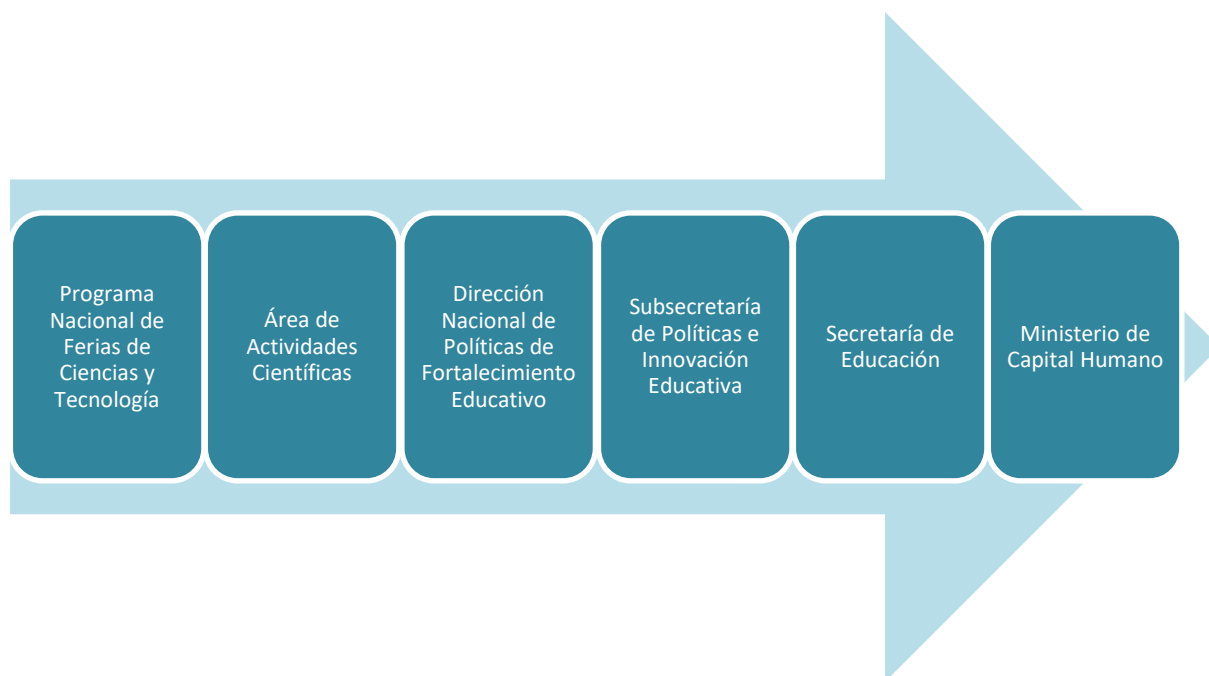 Programa
Nacional de
Ferias de
Ciencias y
Tecnología
Área de
Actividades
Científicas
Dirección
Nacional de
Políticas de
Fortalecimiento
Educativo
Subsecretaría
de Políticas e
Innovación
Educativa
Secretaría de
Educación
Ministerio de
Capital Humano